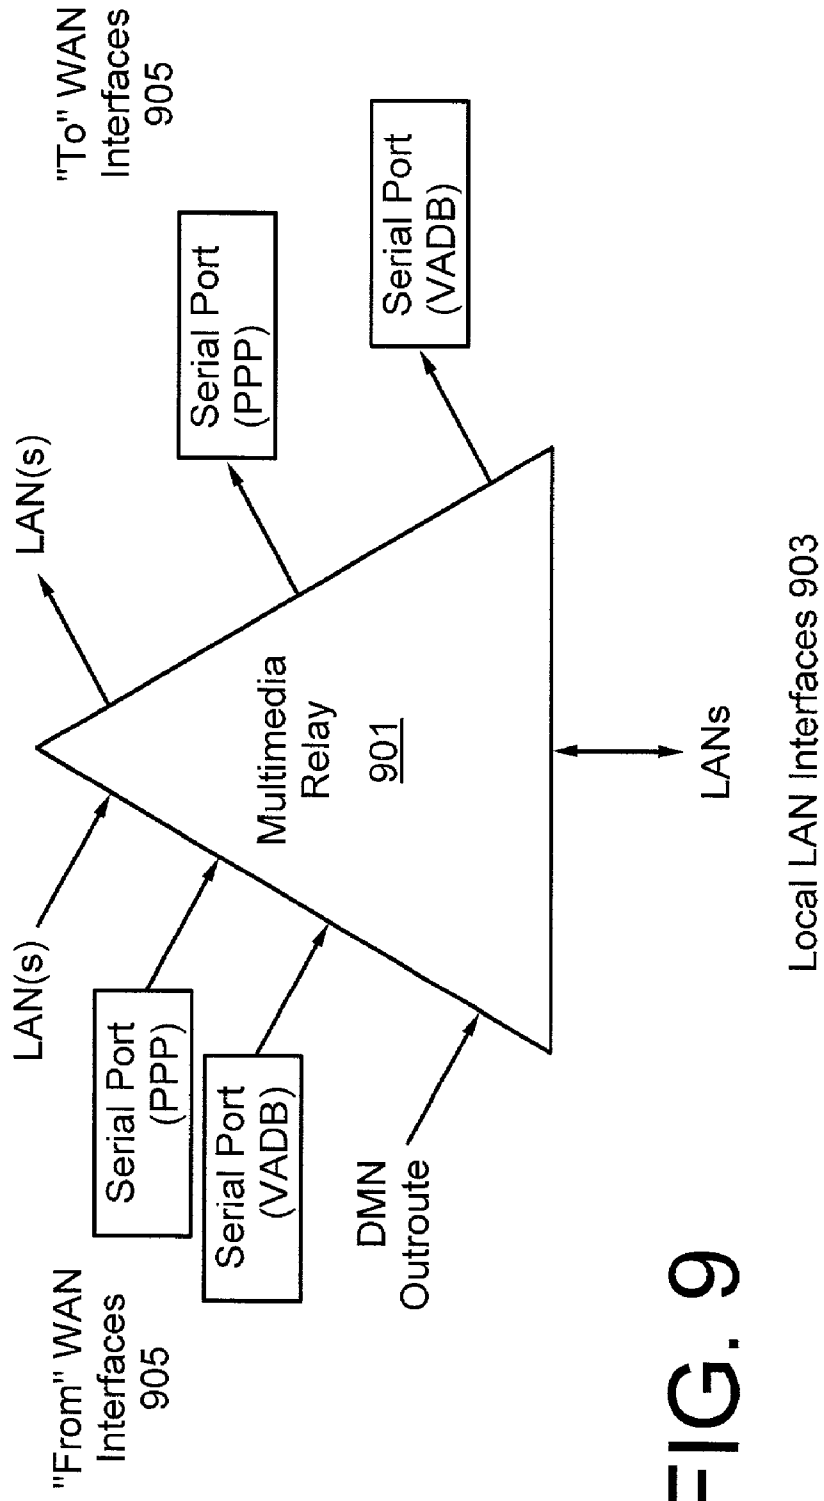 "From" WAN
Interfaces
905
"To" WAN
Interfaces
905
LAN(s)
LAN(s)
Serial Port
(PPP)
Serial Port
(PPP)
Serial Port
(VADB)
Serial Port
(VADB)
Multimedia
Relay
901
DMN
Outroute
LANs
Local LAN Interfaces 903
FIG. 9